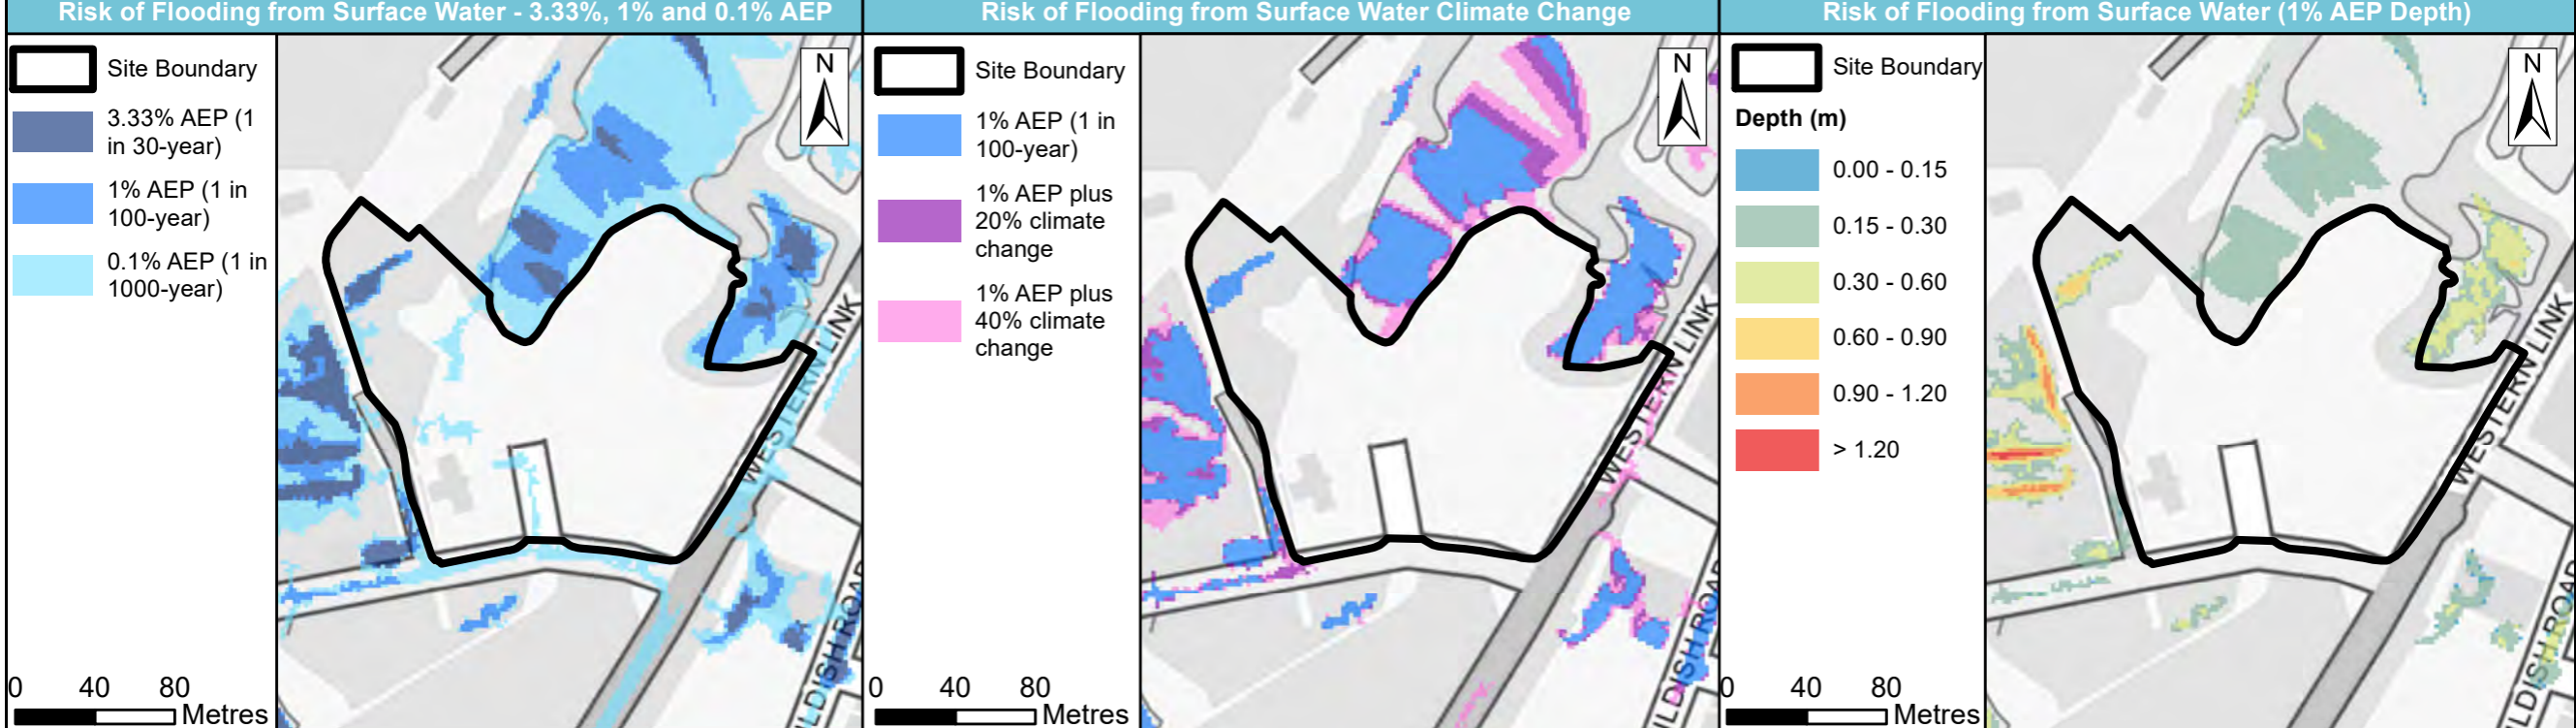 Risk of Flooding from Surface Water - 3.33%, 1% and 0.1% AEP
Site Boundary
3.33% AEP (1
in 30-year)
1% AEP (1 in
100-year)
0.1% AEP (1 in
1000-year)
0 40 80
Metres
N
WESTERN LINK
ILDISH ROAD
Risk of Flooding from Surface Water Climate Change
Site Boundary
1% AEP (1 in
100-year)
1% AEP plus
20% climate
change
1% AEP plus
40% climate
change
0 40 80
Metres
N
WESTERN LINK
ILDISH ROAD
Risk of Flooding from Surface Water (1% AEP Depth)
Site Boundary
Depth (m)
0.00 - 0.15
0.15 - 0.30
0.30 - 0.60
0.60 - 0.90
0.90 - 1.20
> 1.20
0 40 80
Metres
N
WESTERN LINK
LDISH ROAD